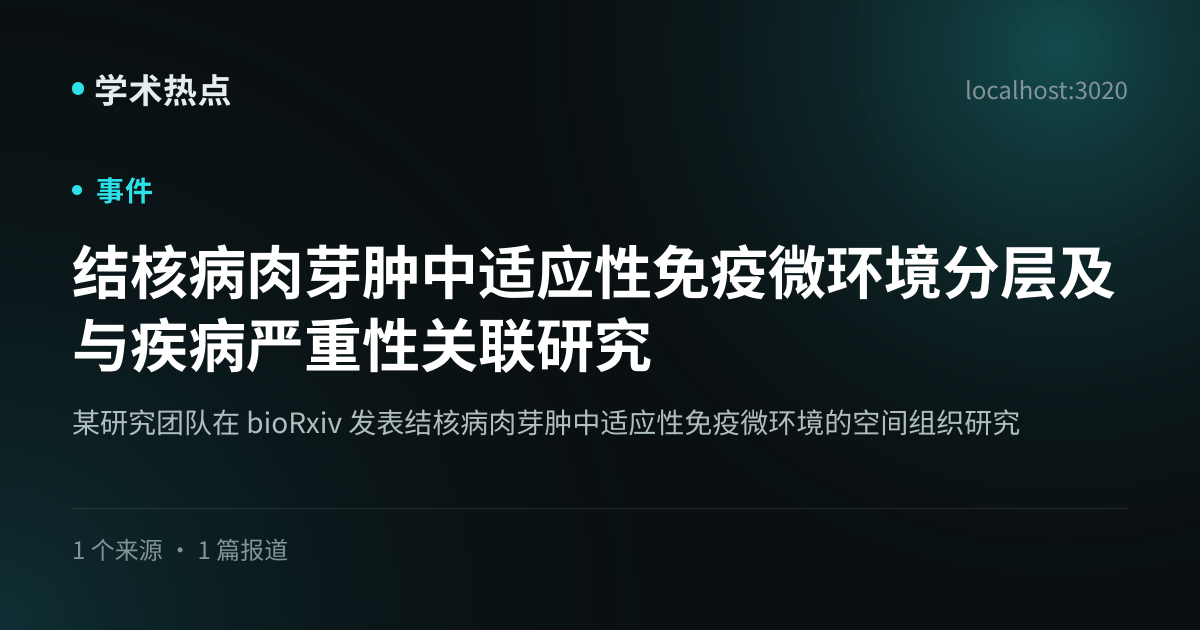 学术热点
localhost:3020
事件
结核病肉芽肿中适应性免疫微环境分层及
与疾病严重性关联研究
某研究团队在 bioRxiv 发表结核病肉芽肿中适应性免疫微环境的空间组织研究
1 个来源 · 1 篇报道